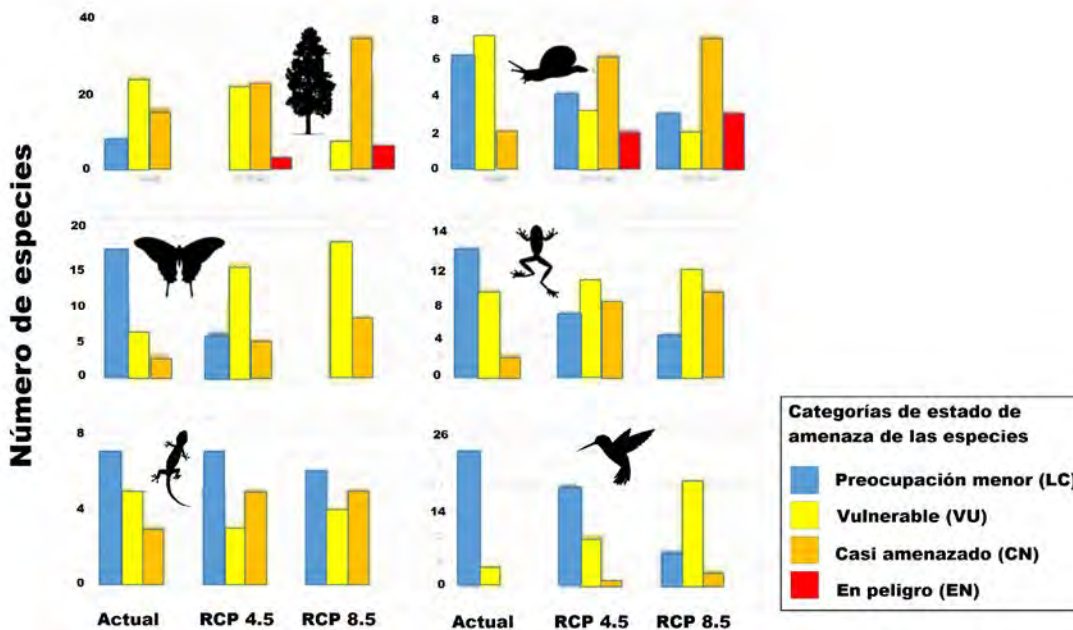 Número de especies
40
20
0
8
6
4
2
0
20
15
10
5
0
14
12
8
4
0
8
4
0
26
14
0
Actual RCP 4.5 RCP 8.5
Actual RCP 4.5 RCP 8.5
Categorías de estado de
amenaza de las especies
Preocupación menor (LC)
Vulnerable (VU)
Casi amenazado (CN)
En peligro (EN)